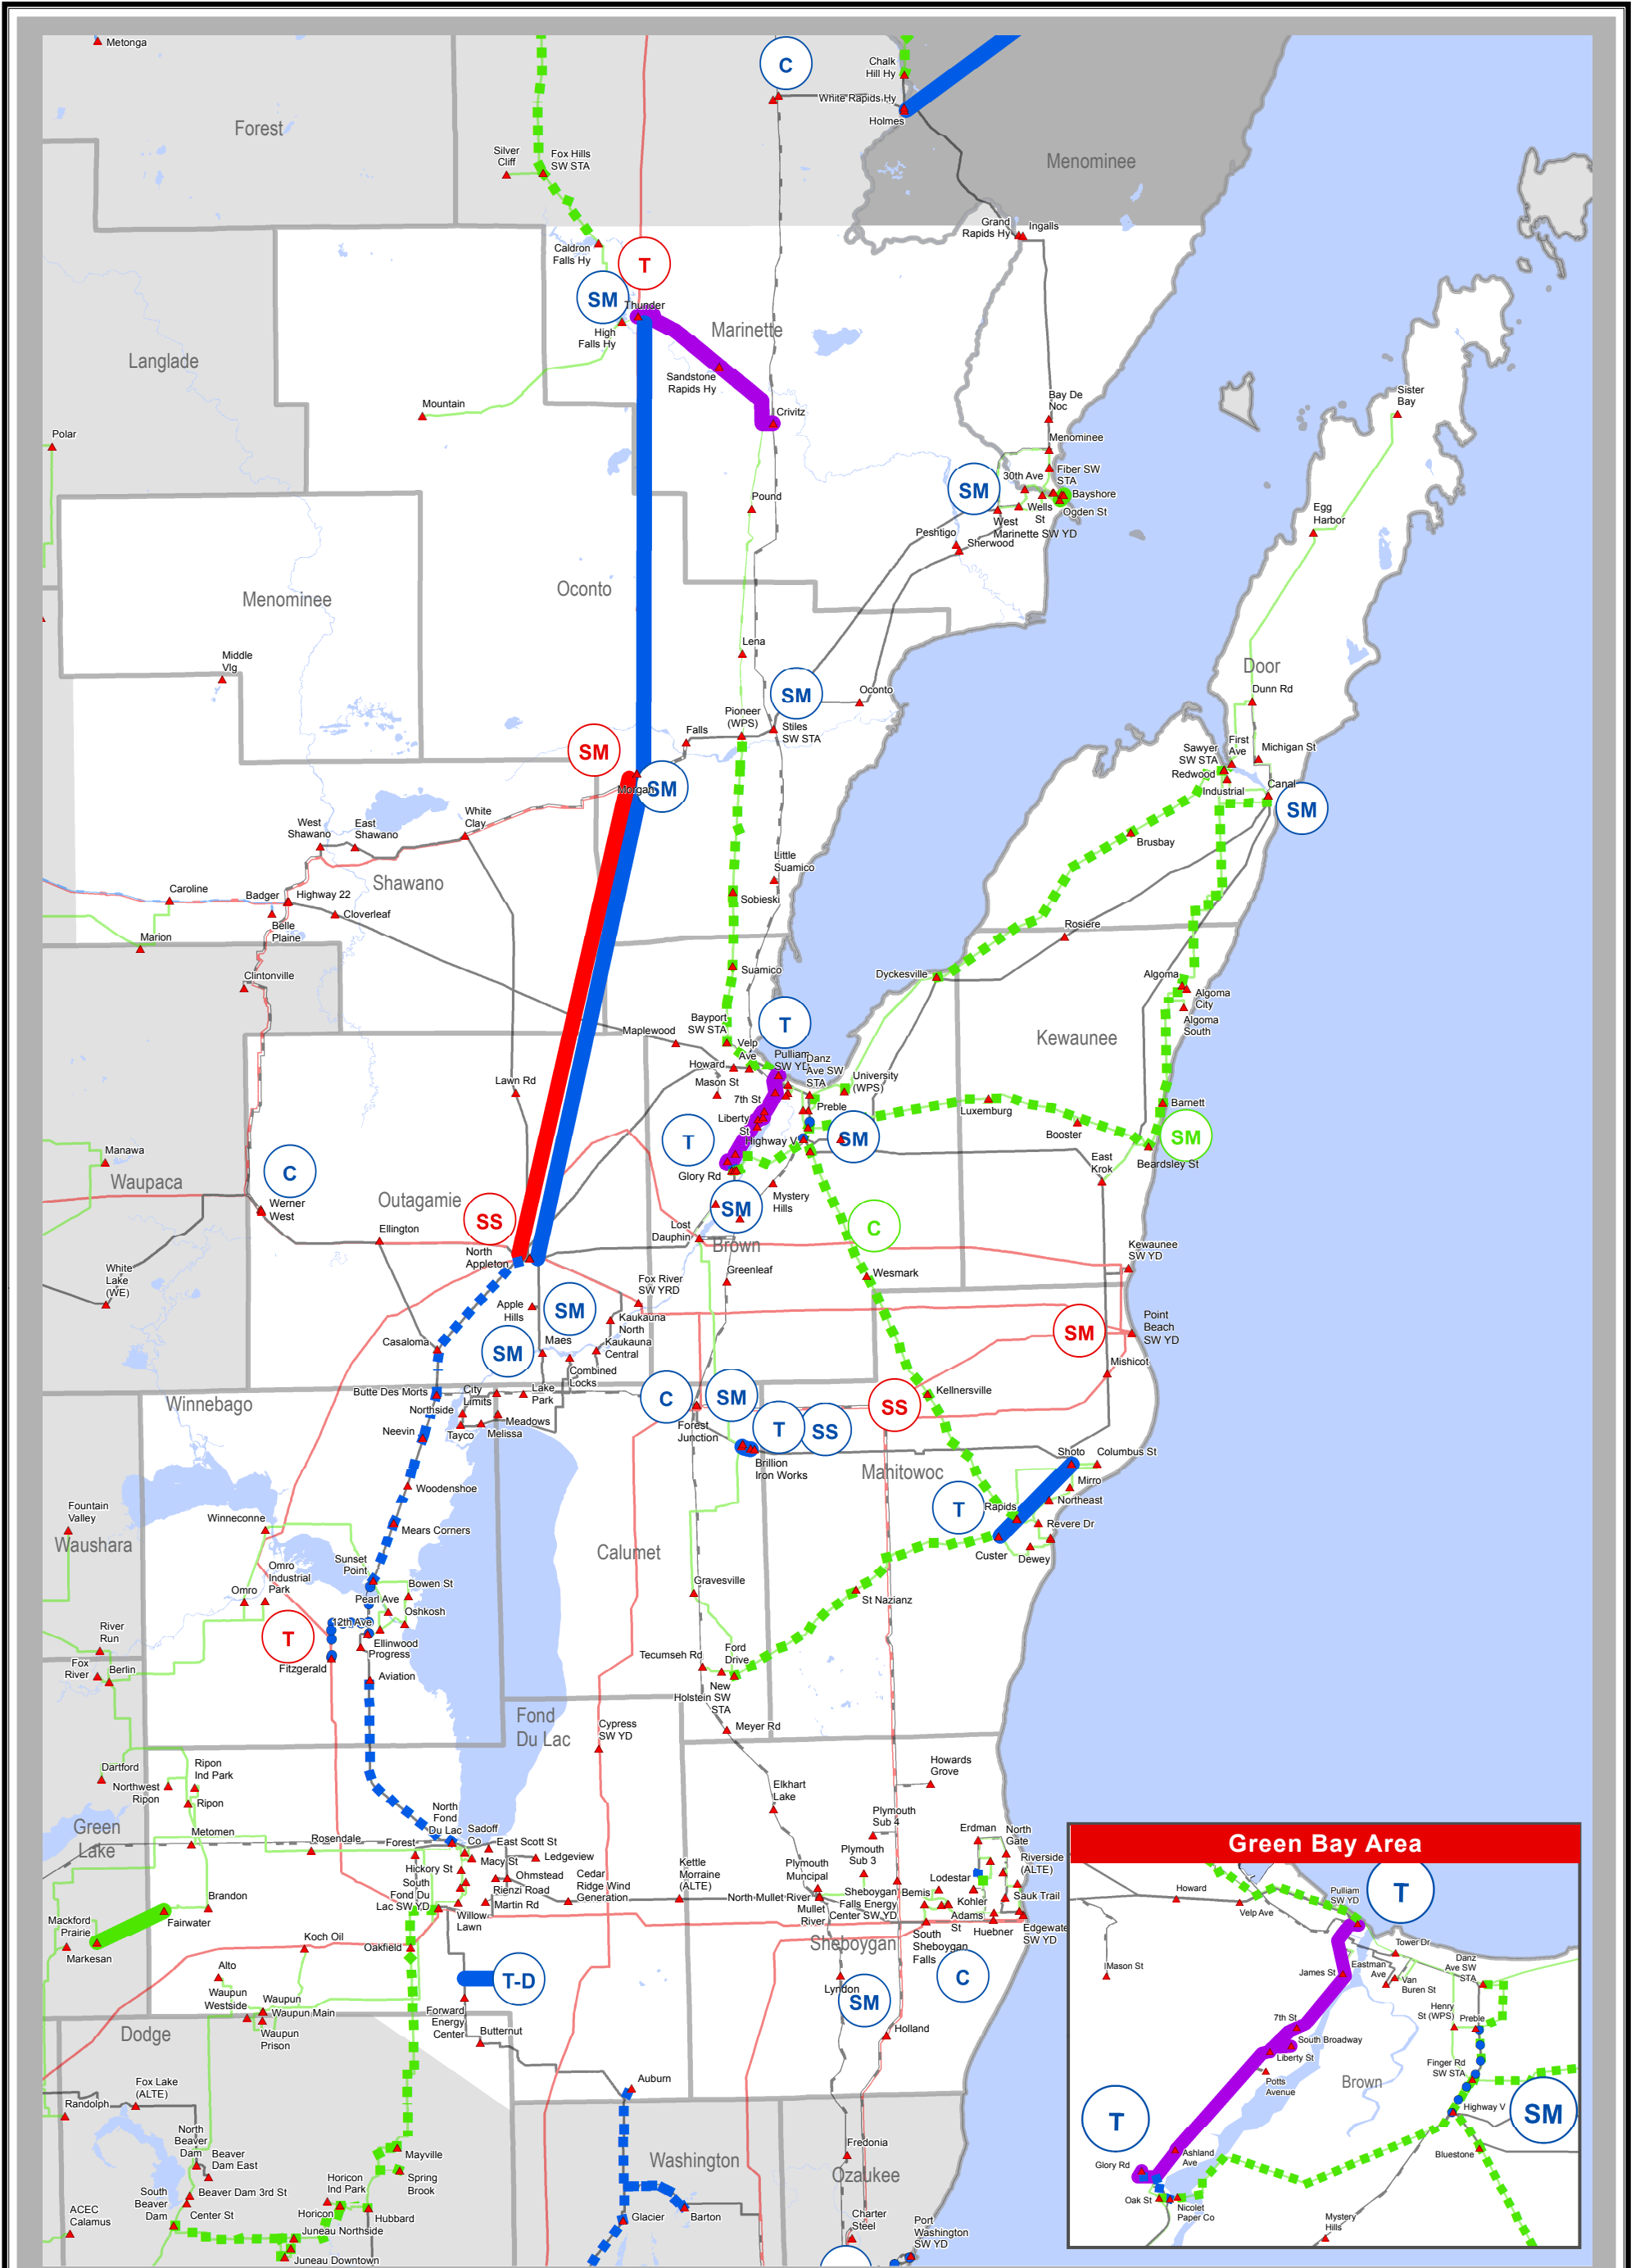 Metonga
C
Chalk
Hill Hy
White Rapids Hy
Holmes
Forest
Menominee
Silver
Cliff
Fox Hills
SW STA
Grand
Rapids Hy
Ingalls
Caldron
Falls Hy
T
SM
Thunder
High
Falls Hy
Marinette
Langlade
Sandstone
Rapids Hy
Mountain
Crivitz
Sister
Bay
Bay De
Noc
Polar
Menominee
SM
30th Ave
Fiber SW
STA
Bayshore
Pound
Wells
St
Ogden St
West
Marinette SW YD
Egg
Harbor
Peshtigo
Sherwood
Menominee
Oconto
Lena
Middle
Vlg
Door
SM
Oconto
Dunn Rd
Pioneer
(WPS)
Stiles
SW STA
Falls
SM
First
Ave
Michigan St
Sawyer
SW STA
Redwood
Industrial
Canal
Morgan
SM
SM
White
Clay
West
Shawano
East
Shawano
Brusbay
Little
Suamico
Shawano
Caroline
Badger
Highway 22
Sobieski
Cloverleaf
Belle
Plaine
Rosiere
Marion
Suamico
Dyckesville
Clintonville
Algoma
Algoma
City
Algoma
South
Bayport
SW STA
T
Maplewood
Velp
Ave
Kewaunee
Pulliam
SW YD
Danz
Ave SW
STA
Howard
University
(WPS)
Mason St
Lawn Rd
7th St
Preble
Luxemburg
Barnett
Liberty
St
T
Highway V
SM
Booster
SM
Beardsley St
Manawa
Glory Rd
East
Krok
Waupaca
C
Mystery
Hills
Werner
West
Outagamie
SS
SM
C
Ellington
Lost
Dauphin
Brown
North
Appleton
Kewaunee
SW YD
White
Lake
(WE)
Greenleaf
Wesmark
Fox River
SW YRD
Apple
Hills
SM
Kaukauna
North
SM
Point
Beach
SW YD
Casaloma
SM
Maes
Kaukauna
Central
Combined
Locks
Mishicot
Butte Des Morts
City
Limits
Lake
Park
C
SM
Kellnersville
Winnebago
Northside
Meadows
SS
Neevin
Tayco
Melissa
Forest
Junction
T
SS
Shoto
Columbus St
Brillion
Iron Works
Mahitowoc
Mirro
Woodenshoe
T
Rapids
Northeast
Fountain
Valley
Winneconne
Mears Corners
Revere Dr
Waushara
Calumet
Custer
Dewey
Sunset
Point
Omro
Industrial
Park
Omro
Bowen St
Gravesville
Pearl Ave
Oshkosh
St Nazianz
12th Ave
T
River
Run
Ellinwood
Progress
Ford
Drive
Tecumseh Rd
Fox
River
Berlin
Fitzgerald
Aviation
New
Holstein SW
STA
Fond
Du Lac
Cypress
SW YD
Meyer Rd
Dartford
Ripon
Ind Park
Howards
Grove
Northwest
Ripon
Ripon
Elkhart
Lake
North
Fond
Du Lac
Green
Lake
Plymouth
Sub 4
Metomen
Rosendale
Sadoff
Co
Erdman
North
Gate
Green Bay Area
Forest
East Scott St
Macy St
Ledgeview
Plymouth
Sub 3
Hickory St
Ohmstead
Kettle
Morraine
(ALTE)
Plymouth
Muncipal
Riverside
(ALTE)
South
Fond Du
Lac SW YD
Rienzi Road
Cedar
Ridge Wind
Generation
Lodestar
Brandon
Martin Rd
North Mullet River
Mullet
River
Sheboygan
Falls Energy
Center SW YD
Bemis
Kohler
Sauk Trail
Fairwater
Willow
Lawn
Adams
St
Huebner
Edgewater
SW YD
Mackford
Prairie
Koch Oil
Oakfield
South
Sheboygan
Falls
Sheboygan
Markesan
Alto
T-D
C
Lyndon
SM
Waupun
Westside
Waupun
Waupun Main
Forward
Energy
Center
Butternut
Holland
Dodge
Waupun
Prison
Fox Lake
(ALTE)
Randolph
Auburn
North
Beaver
Dam
Beaver
Dam East
Mayville
Fredonia
Washington
Ozaukee
Spring
Brook
South
Beaver
Dam
Beaver Dam 3rd St
Horicon
Ind Park
ACEC
Calamus
Center St
Horicon
Hubbard
Glacier
Barton
Charter
Steel
Port
Washington
SW YD
Juneau Northside
Juneau Downtown
Howard
Pulliam
SW YD
T
Velp Ave
Tower Dr
Mason St
Eastman
Ave
Danz
Ave SW
STA
James St
Van
Buren St
7th St
Henry
St (WPS)
Preble
South Broadway
Liberty St
Potts
Avenue
Finger Rd
SW STA
Brown
T
Highway V
SM
Ashland
Ave
Bluestone
Glory Rd
Oak St
Nicolet
Paper Co
Mystery
Hills